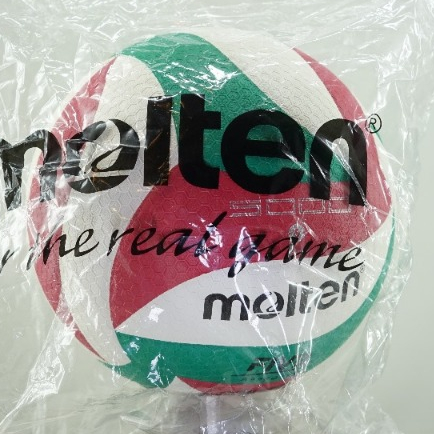 molten®
r the real game
molten